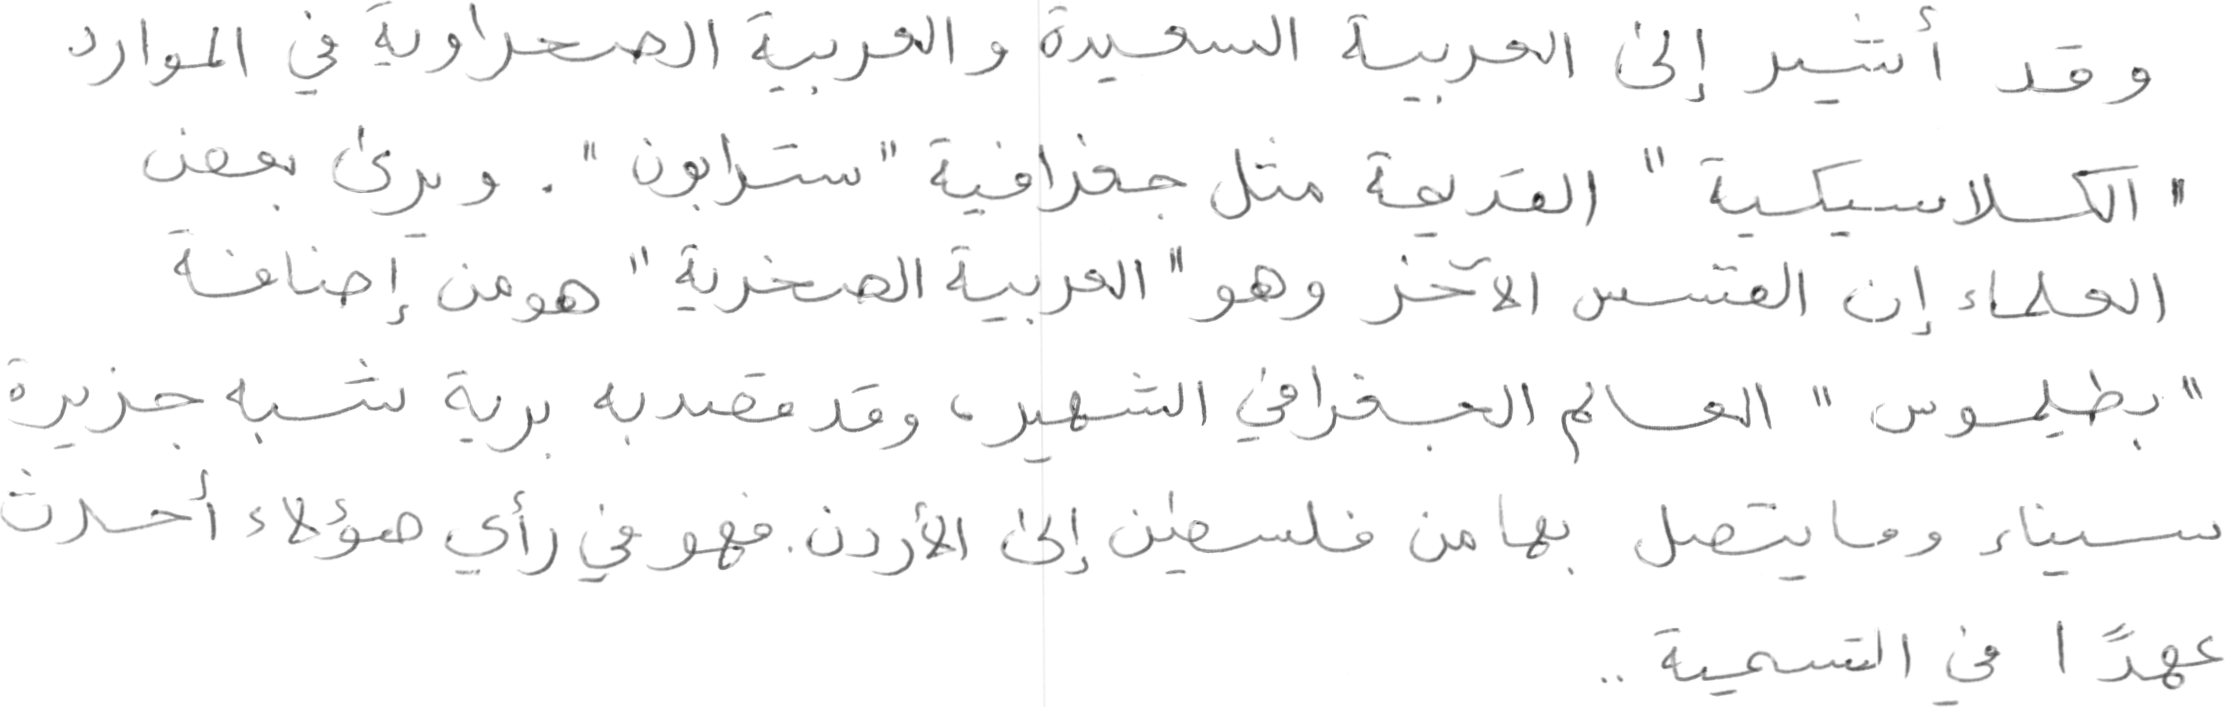 وقد أشير إلى العربية السعيدة والعربية الصحراوية في الموارد
"الكلاسيكية" القديمة مثل جغرافية "سترابون". ويرى بعض
العلماء إن القسم الآخر وهو "العربية الصخرية" هو من إضافة
"بطليموس" العالم الجغرافي الشهير، وقد قصد به برية شبه جزيرة
سيناء وما يتصل بها من فلسطين إلى الأردن. فهو في رأي هؤلاء أحدث
عهدًا في التسمية ..